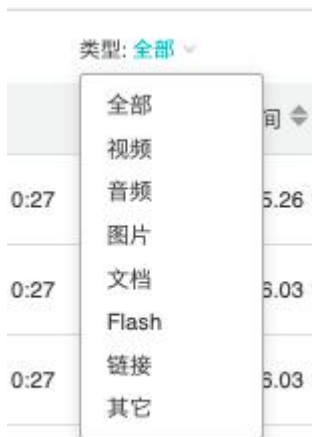 类型: 全部
全部
间
视频
音频
0:27
5.26
图片
文档
0:27
6.03
Flash
链接
0:27
6.03
其它